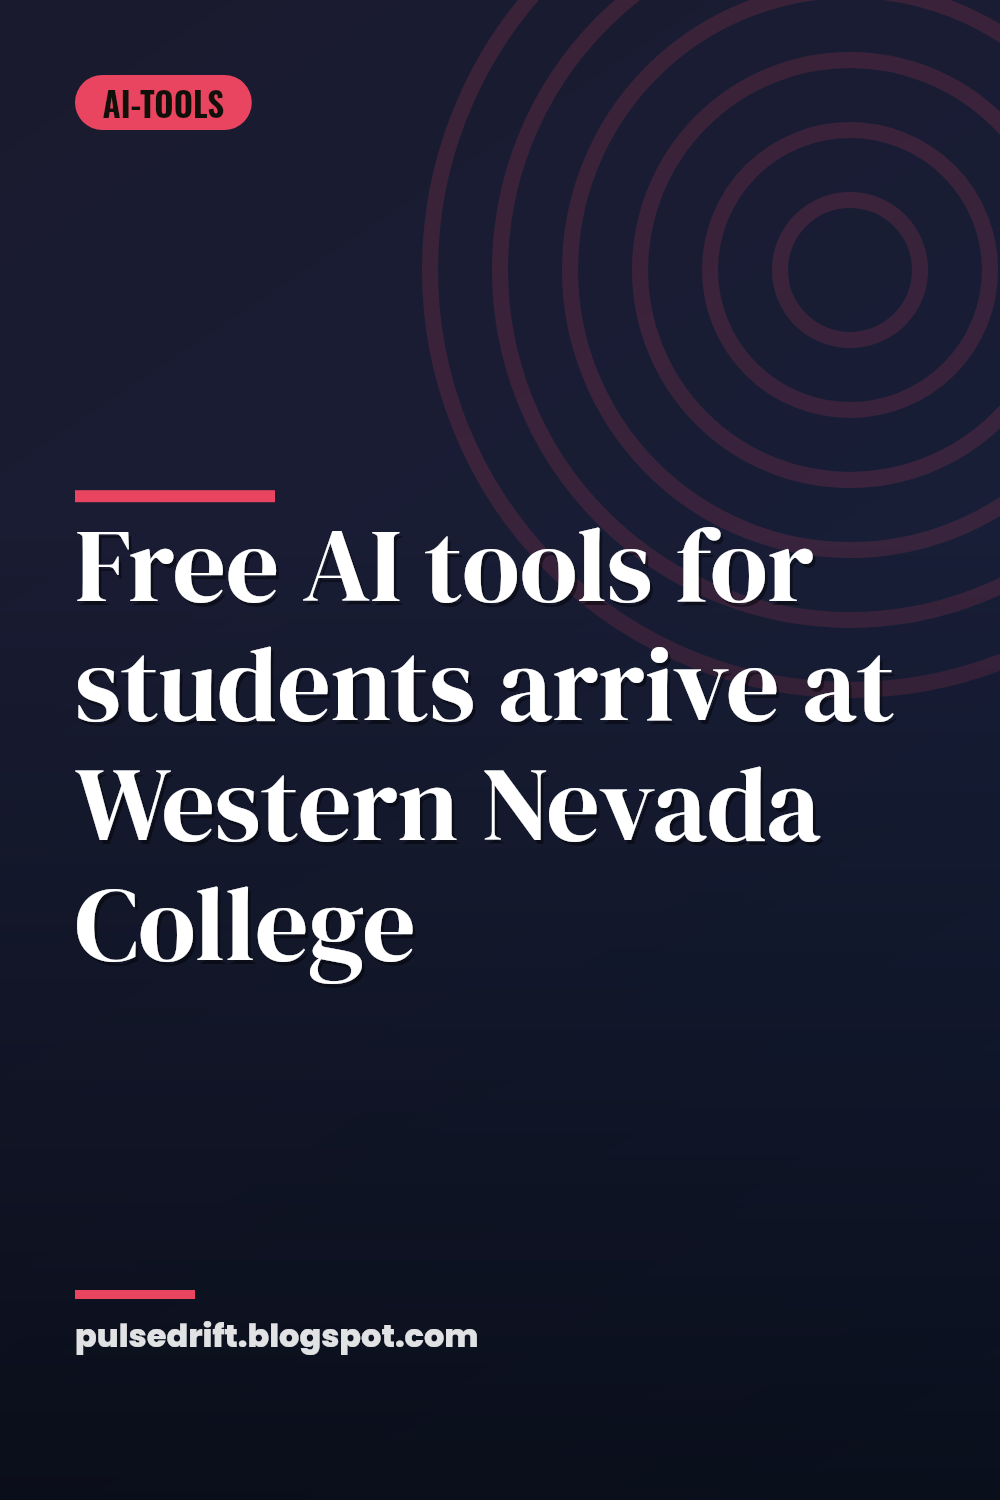 AI-TOOLS
Free AI tools for
students arrive at
Western Nevada
College
pulsedrift.blogspot.com